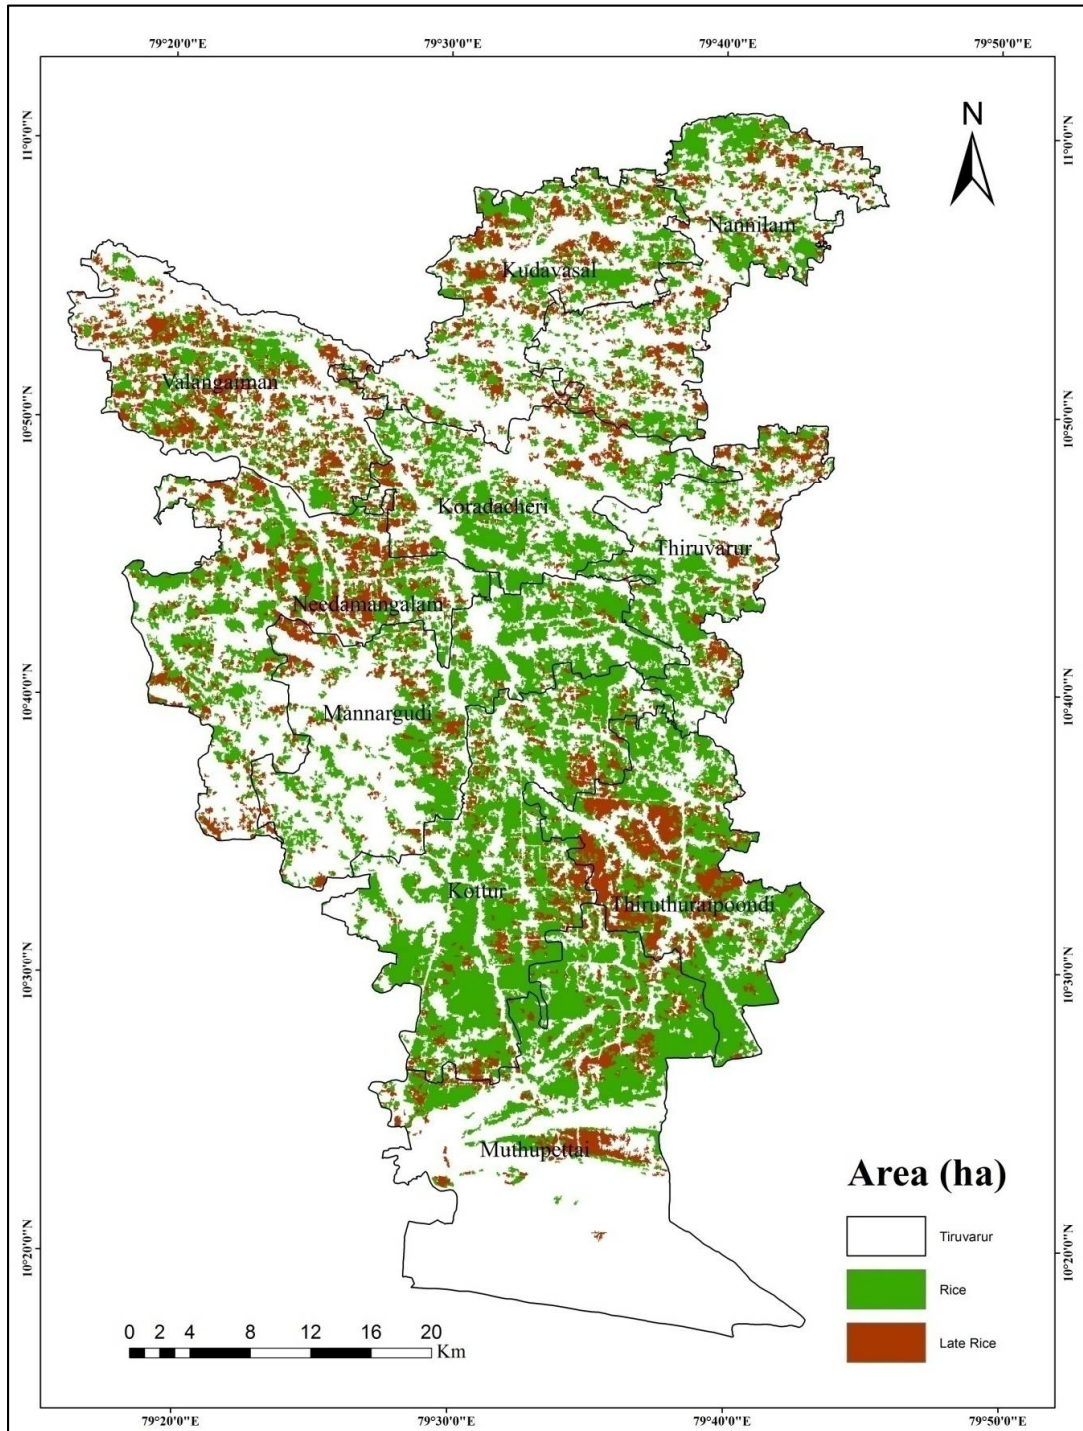 79°20'0"E 79°30'0"E 79°40'0"E 79°50'0"E
11°0'0"N
11°0'0"N
N
Nannilam
Kudavasal
Valangaiman
10°50'0"N
10°50'0"N
Koradacheri
Thiruvarur
Needamangalam
10°40'0"N
10°40'0"N
Mannargudi
Kottur
Thiruthuraipoondi
10°30'0"N
10°30'0"N
Muthupettai
Area (ha)
Tiruvarur
10°20'0"N
10°20'0"N
Rice
0 2 4 8 12 16 20
Km
Late Rice
79°20'0"E 79°30'0"E 79°40'0"E 79°50'0"E